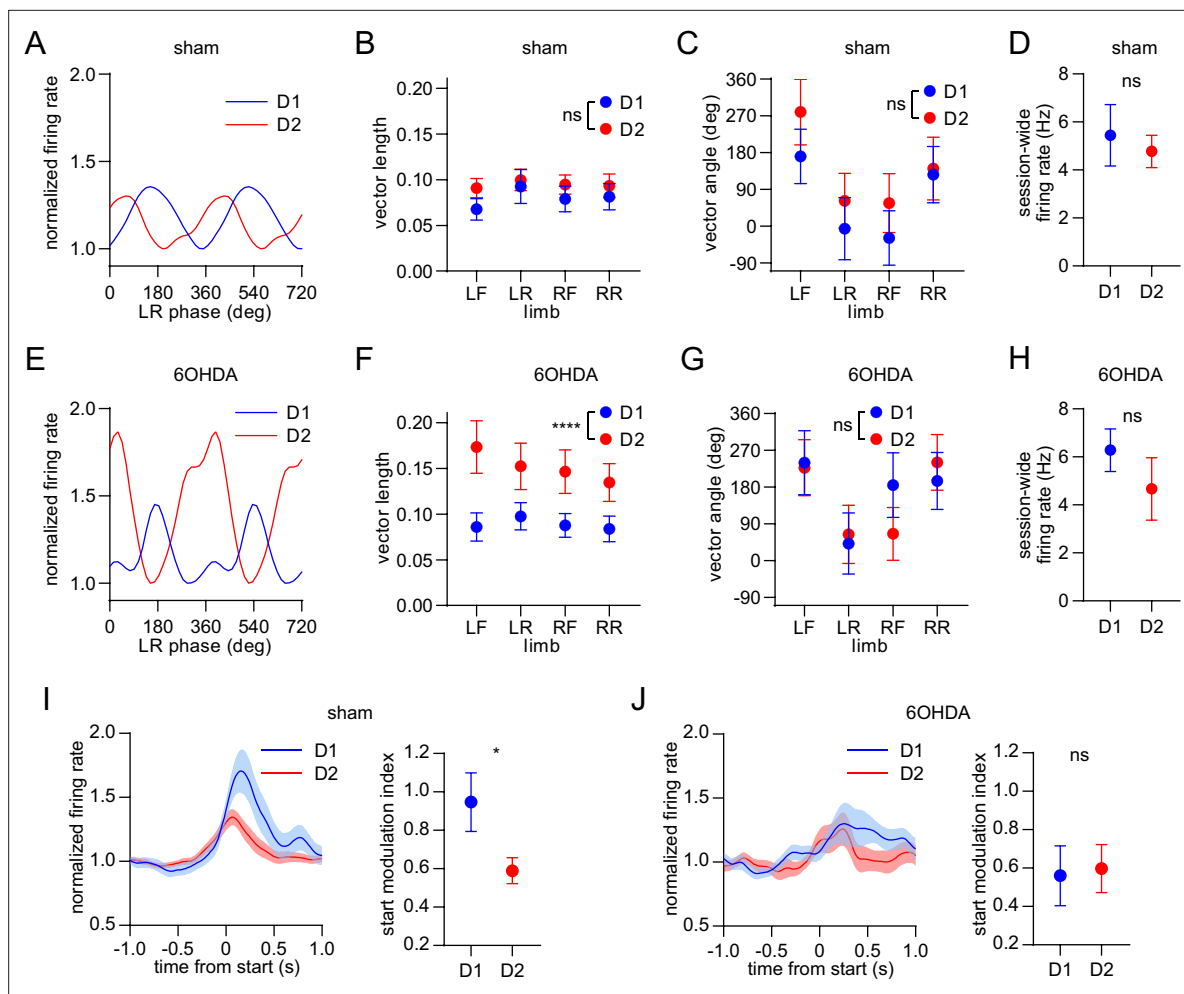 A
sham
normalized firing rate
2.0
1.5
1.0
D1
D2
0 180 360 540 720
LR phase (deg)
B
sham
vector length
0.20
0.15
0.10
0.05
0.00
ns
D1
D2
LF LR RF RR
limb
C
sham
vector angle (deg)
360
270
180
90
0
-90
ns
D1
D2
LF LR RF RR
limb
D
sham
session-wide
firing rate (Hz)
8
6
4
2
0
ns
D1 D2
E
6OHDA
normalized firing rate
2.0
1.5
1.0
D1
D2
0 180 360 540 720
LR phase (deg)
F
6OHDA
vector length
0.20
0.15
0.10
0.05
0.00
****
D1
D2
LF LR RF RR
limb
G
6OHDA
vector angle (deg)
360
270
180
90
0
-90
ns
D1
D2
LF LR RF RR
limb
H
6OHDA
session-wide
firing rate (Hz)
8
6
4
2
0
ns
D1 D2
I
sham
normalized firing rate
2.0
1.5
1.0
0.5
D1
D2
-1.0 -0.5 0 0.5 1.0
time from start (s)
start modulation index
1.2
1.0
0.8
0.6
0.4
0.2
*
D1 D2
J
6OHDA
normalized firing rate
2.0
1.5
1.0
0.5
D1
D2
-1.0 -0.5 0 0.5 1.0
time from start (s)
start modulation index
1.2
1.0
0.8
0.6
0.4
0.2
ns
D1 D2